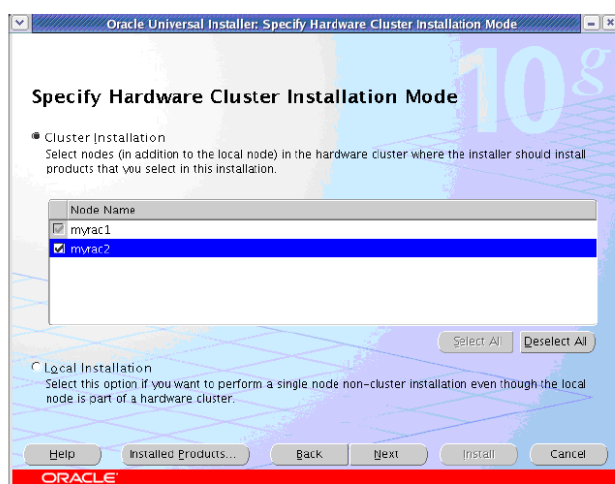 Oracle Universal Installer: Specify Hardware Cluster Installation Mode
10g
Specify Hardware Cluster Installation Mode
Cluster Installation
Select nodes (in addition to the local node) in the hardware cluster where the installer should install
products that you select in this installation.
Node Name
myrac1
myrac2
Select All Deselect All
Local Installation
Select this option if you want to perform a single node non-cluster installation even though the local
node is part of a hardware cluster.
Help Installed Products... Back Next Install Cancel
ORACLE